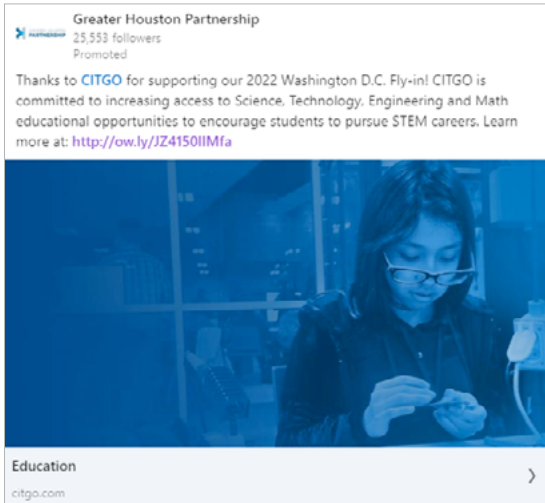 Greater Houston Partnership
25,553 followers
Promoted
Thanks to CITGO for supporting our 2022 Washington D.C. Fly-in! CITGO is
committed to increasing access to Science, Technology, Engineering and Math
educational opportunities to encourage students to pursue STEM careers. Learn
more at: http://ow.ly/JZ4150IIMfa
Education
citgo.com